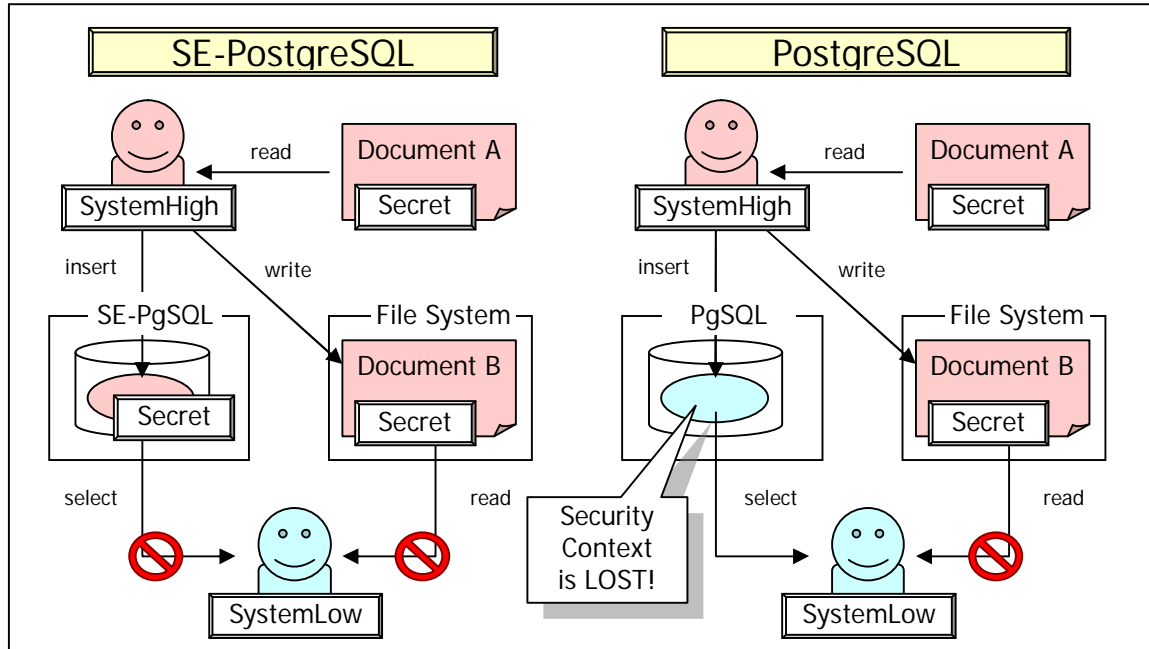 SE-PostgreSQL
PostgreSQL
read
Document A
Secret
SystemHigh
insert
write
SE-PgSQL
File System
Document B
Secret
Secret
select
read
SystemLow
read
Document A
Secret
SystemHigh
insert
write
PgSQL
File System
Document B
Secret
select
read
Security
Context
is LOST!
SystemLow